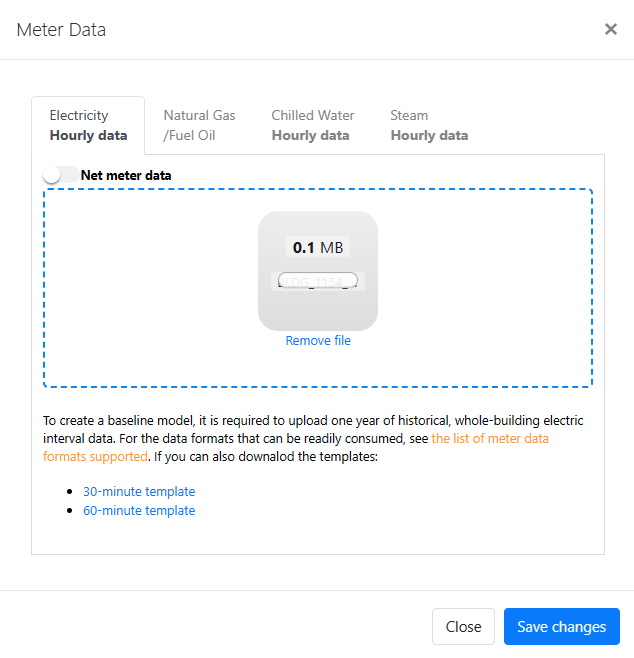 Meter Data
×
Electricity
Hourly data
Natural Gas
/Fuel Oil
Chilled Water
Hourly data
Steam
Hourly data
Net meter data
0.1 MB
Remove file
To create a baseline model, it is required to upload one year of historical, whole-building electric
interval data. For the data formats that can be readily consumed, see the list of meter data
formats supported. If you can also downalod the templates:
30-minute template
60-minute template
Close
Save changes